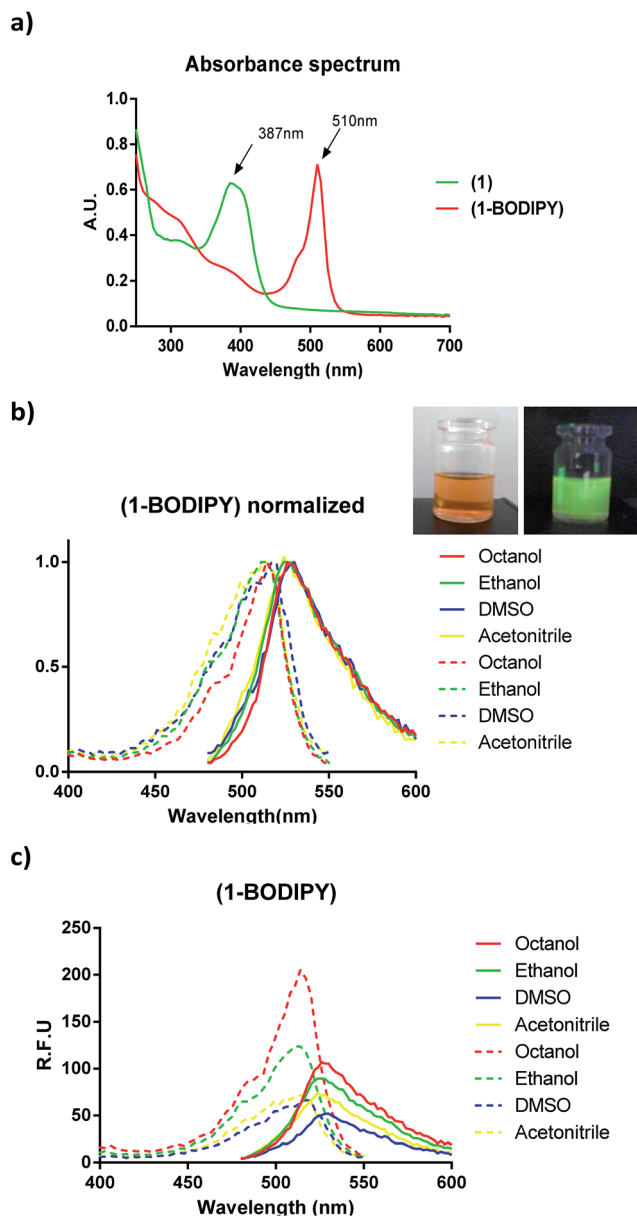 a)
Absorbance spectrum
1.0
0.8
0.6
0.4
0.2
0.0
A.U.
387nm
510nm
300 400 500 600 700
Wavelength (nm)
(1)
(1-BODIPY)
b)
(1-BODIPY) normalized
1.0
0.5
0.0
400 450 500 550 600
Wavelength(nm)
Octanol
Ethanol
DMSO
Acetonitrile
Octanol
Ethanol
DMSO
Acetonitrile
c)
(1-BODIPY)
250
200
150
100
50
0
R.F.U
400 450 500 550 600
Wavelength (nm)
Octanol
Ethanol
DMSO
Acetonitrile
Octanol
Ethanol
DMSO
Acetonitrile